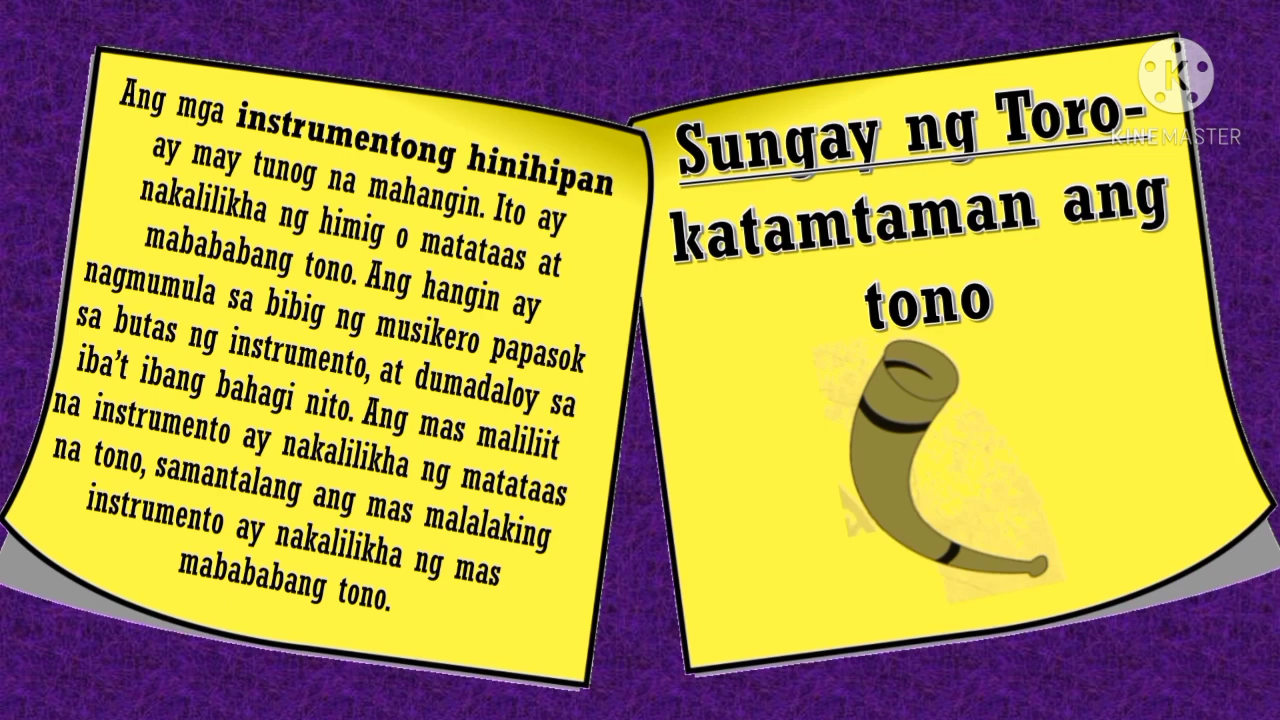 Ang mga instrumentong hinihipan
ay may tunog na mahangin. Ito ay
nakalilikha ng himig o matataas at
mabababang tono. Ang hangin ay
nagmumula sa bibig ng musikero papasok
sa butas ng instrumento, at dumadaloy sa
iba't ibang bahagi nito. Ang mas maliliit
na instrumento ay nakalilikha ng matataas
na tono, samantalang ang mas malalaking
instrumento ay nakalilikha ng mas
mabababang tono.
Sungay ng Toro-
katamtaman ang
tono
K
KINEMASTER